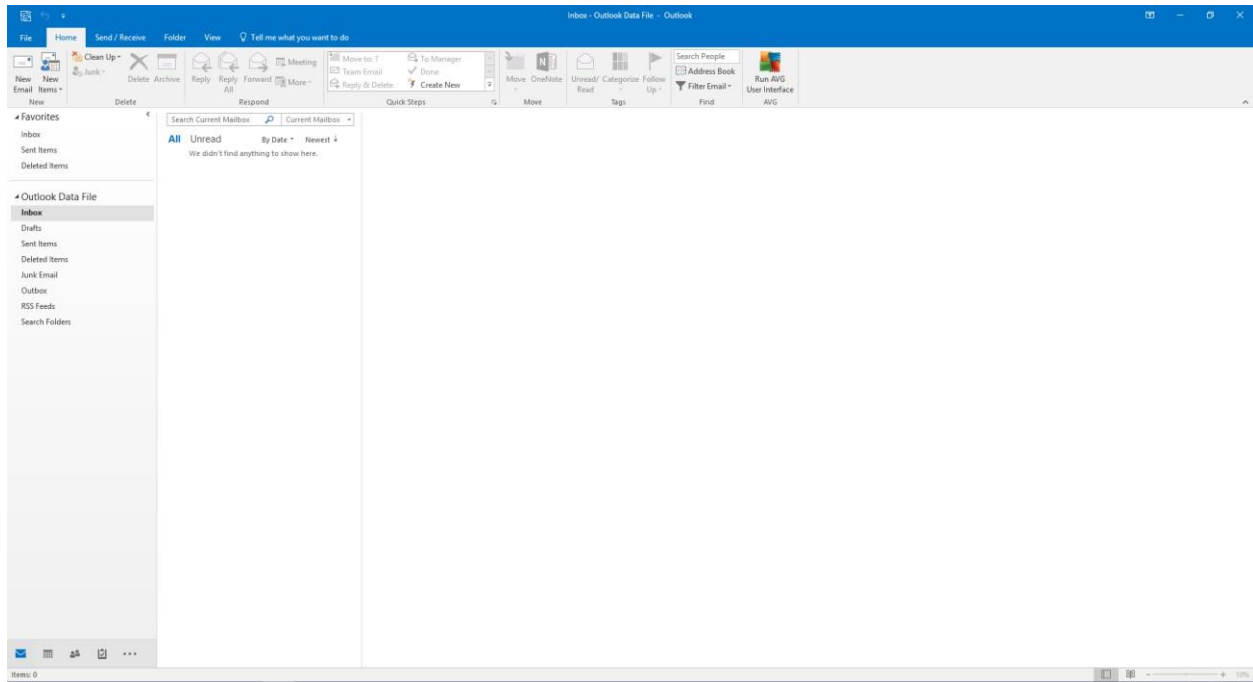 Inbox - Outlook Data File - Outlook
File Home Send / Receive Folder View Tell me what you want to do
New Email
New Items
Clean Up
Junk
Delete
Archive
Reply
Reply All
Forward
Meeting
More
Move to: ?
Team Email
Reply & Delete
To Manager
Done
Create New
Move
OneNote
Unread/ Read
Categorize
Follow Up
Search People
Address Book
Filter Email
Run AVG User Interface
New Delete Respond Quick Steps Move Tags Find AVG
Favorites
Inbox
Sent Items
Deleted Items
Outlook Data File
Inbox
Drafts
Sent Items
Deleted Items
Junk Email
Outbox
RSS Feeds
Search Folders
Search Current Mailbox Current Mailbox
All Unread By Date Newest
We didn't find anything to show here.
Items: 0
10%